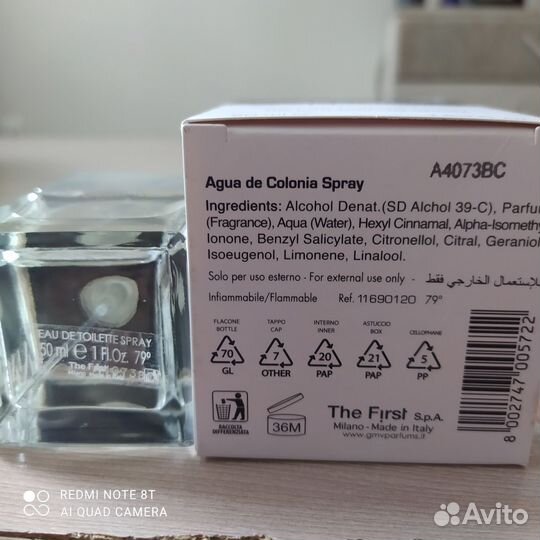 A4073BC
Agua de Colonia Spray
Ingredients: Alcohol Denat.(SD Alchol 39-C), Parfum
(Fragrance), Aqua (Water), Hexyl Cinnamal, Alpha-Isomethy
Ionone, Benzyl Salicylate, Citronellol, Citral, Geraniol
Isoeugenol, Limonene, Linalool.
Solo per uso esterno - For external use only - للإستعمال الخارجي فقط
Infiammabile/Flammable Ref. 11690120 79°
FLACONE BOTTLE
TAPPO CAP
INTERNO INNER
ASTUCCIO BOX
CELLOPHANE
70 GL
7 OTHER
20 PAP
21 PAP
5 PP
RACCOLTA DIFFERENZIATA
36M
The First S.p.A.
Milano - Made in Italy
www.gmvparfums.it
8 002747 005722
EAU DE TOILETTE SPRAY
50 ml e 1 Fl.Oz. 79°
The First
REDMI NOTE 8T
AI QUAD CAMERA
Avito